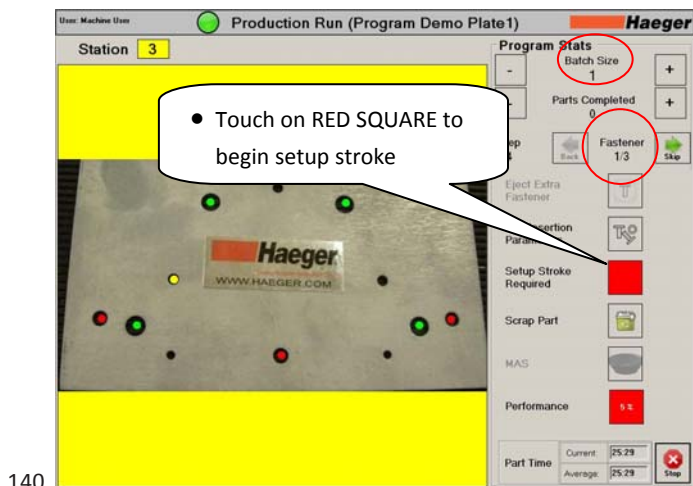 User: Machine User
Production Run (Program Demo Plate1)
Haeger
Station 3
Program Stats
Batch Size
- 1 +
Parts Completed
- 0 +
• Touch on RED SQUARE to
begin setup stroke
Back
Fastener
1/3
Skip
Eject Extra
Fastener
Setup Stroke
Required
Scrap Part
MAS
Performance
5 %
Part Time
Current: 25:29
Average: 25:29
Stop
Haeger
WWW.HAEGER.COM
140